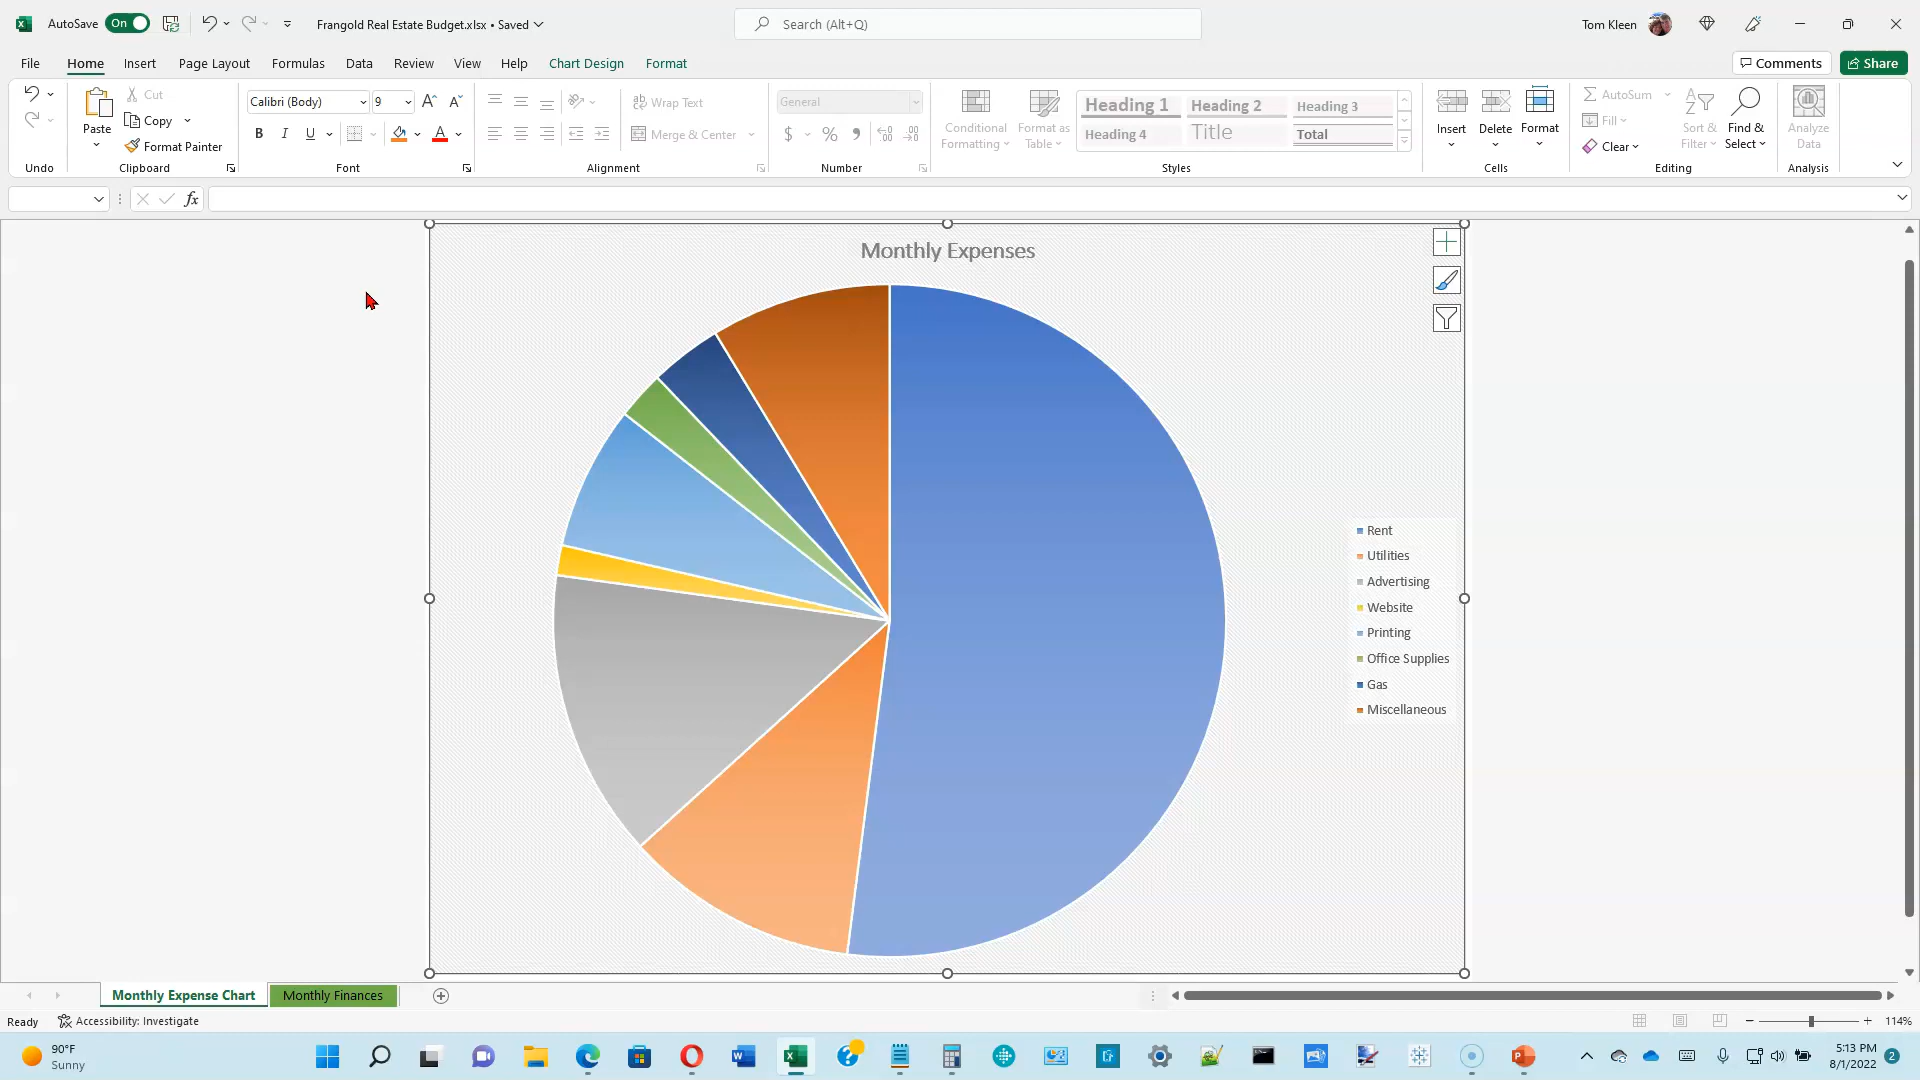 AutoSave On Frangold Real Estate Budget.xlsx • Saved Search (Alt+Q) Tom Kleen
File Home Insert Page Layout Formulas Data Review View Help Chart Design Format Comments Share
Cut
Copy
Format Painter
Paste
Undo
Clipboard
Calibri (Body) 9
B I U
Font
Wrap Text
Merge & Center
Alignment
General
$ % 9
Number
Conditional Formatting
Format as Table
Heading 1 Heading 2 Heading 3
Heading 4 Title Total
Styles
Insert Delete Format
Cells
AutoSum
Fill
Clear
Sort & Filter
Find & Select
Editing
Analyze Data
Analysis
fx
Monthly Expenses
Rent
Utilities
Advertising
Website
Printing
Office Supplies
Gas
Miscellaneous
Monthly Expense Chart Monthly Finances
Ready Accessibility: Investigate 114%
90°F
Sunny
5:13 PM
8/1/2022
2